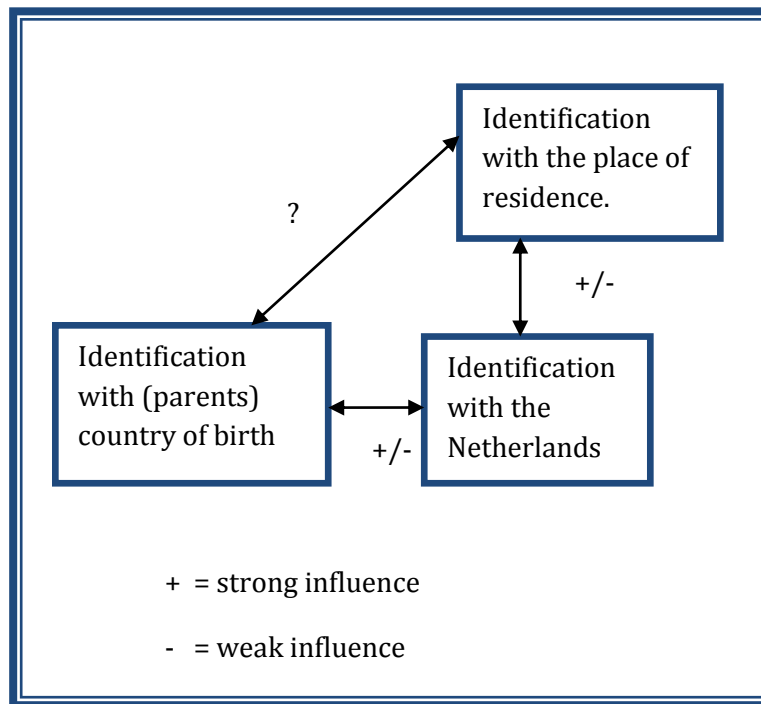 Identification
with the place of
residence.
?
+/-
Identification
with (parents)
country of birth
+/-
Identification
with the
Netherlands
+ = strong influence
- = weak influence